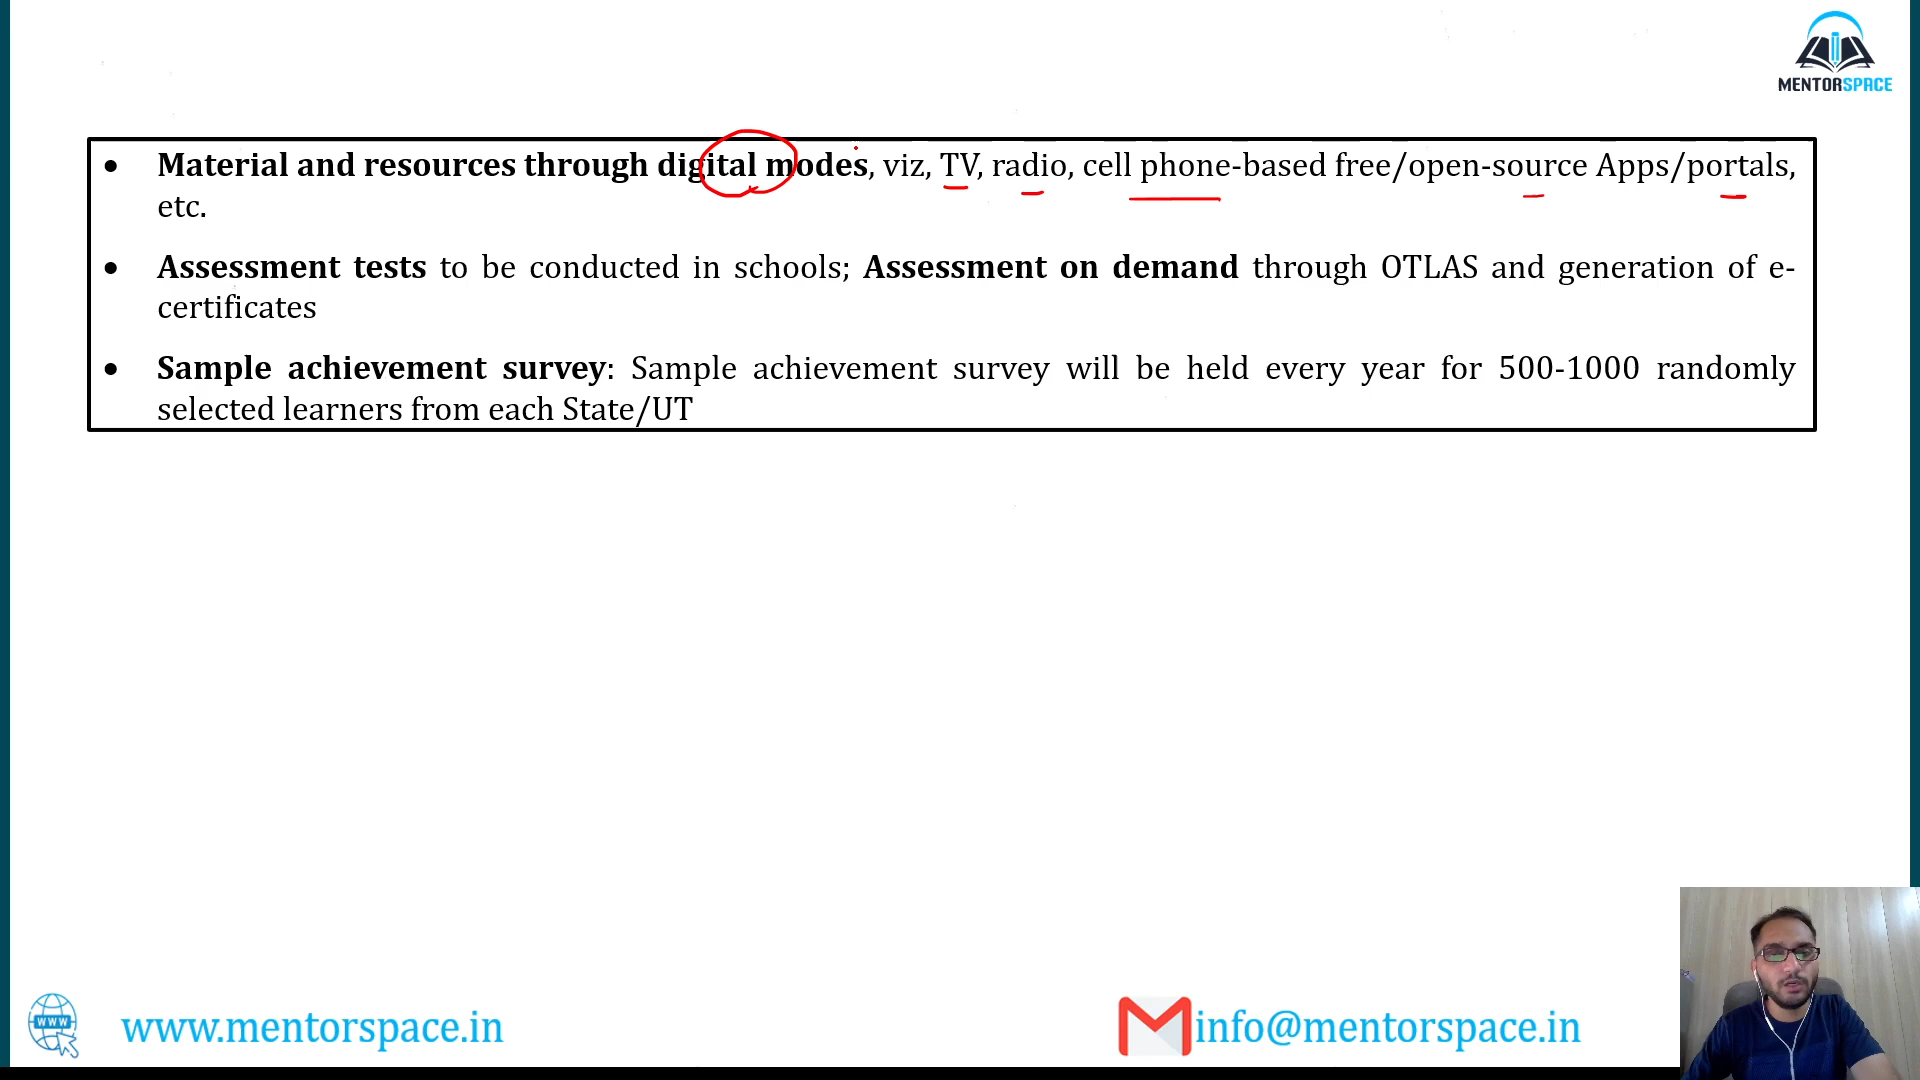 MENTORSPACE
• Material and resources through digital modes, viz, TV, radio, cell phone-based free/open-source Apps/portals,
etc.
• Assessment tests to be conducted in schools; Assessment on demand through OTLAS and generation of e-
certificates
• Sample achievement survey: Sample achievement survey will be held every year for 500-1000 randomly
selected learners from each State/UT
WWW
www.mentorspace.in
info@mentorspace.in